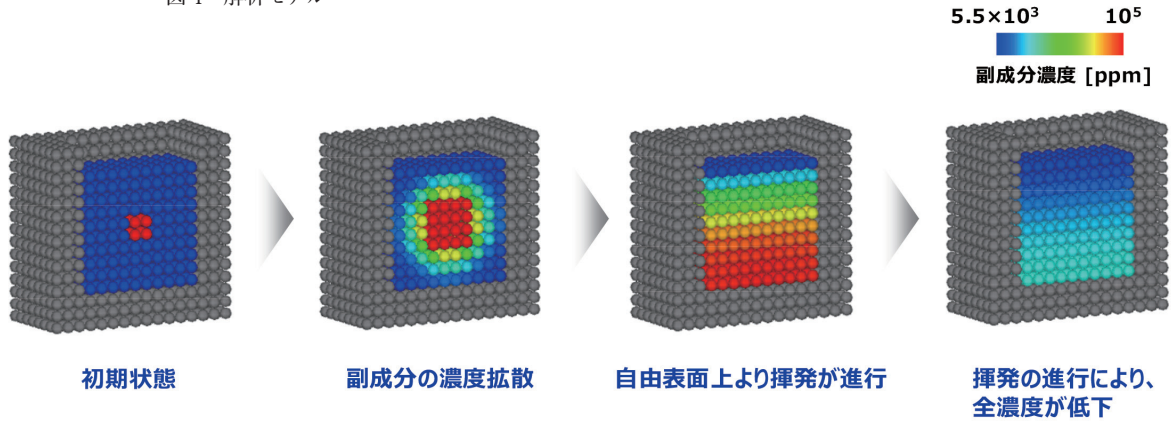 5.5×10³ 10⁵
副成分濃度 [ppm]
初期状態
副成分の濃度拡散
自由表面上より揮発が進行
揮発の進行により、
全濃度が低下